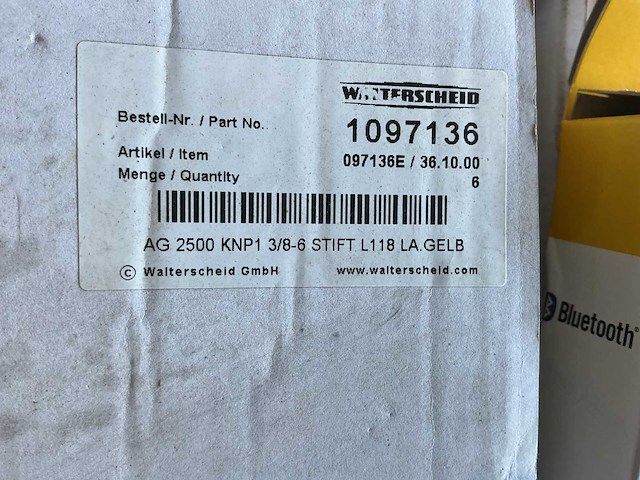 WALTERSCHEID
Bestell-Nr. / Part No.. 1097136
Artikel / Item 097136E / 36.10.00
Menge / Quantity 6
AG 2500 KNP1 3/8-6 STIFT L118 LA.GELB
© Walterscheid GmbH www.walterscheid.com
Bluetooth®